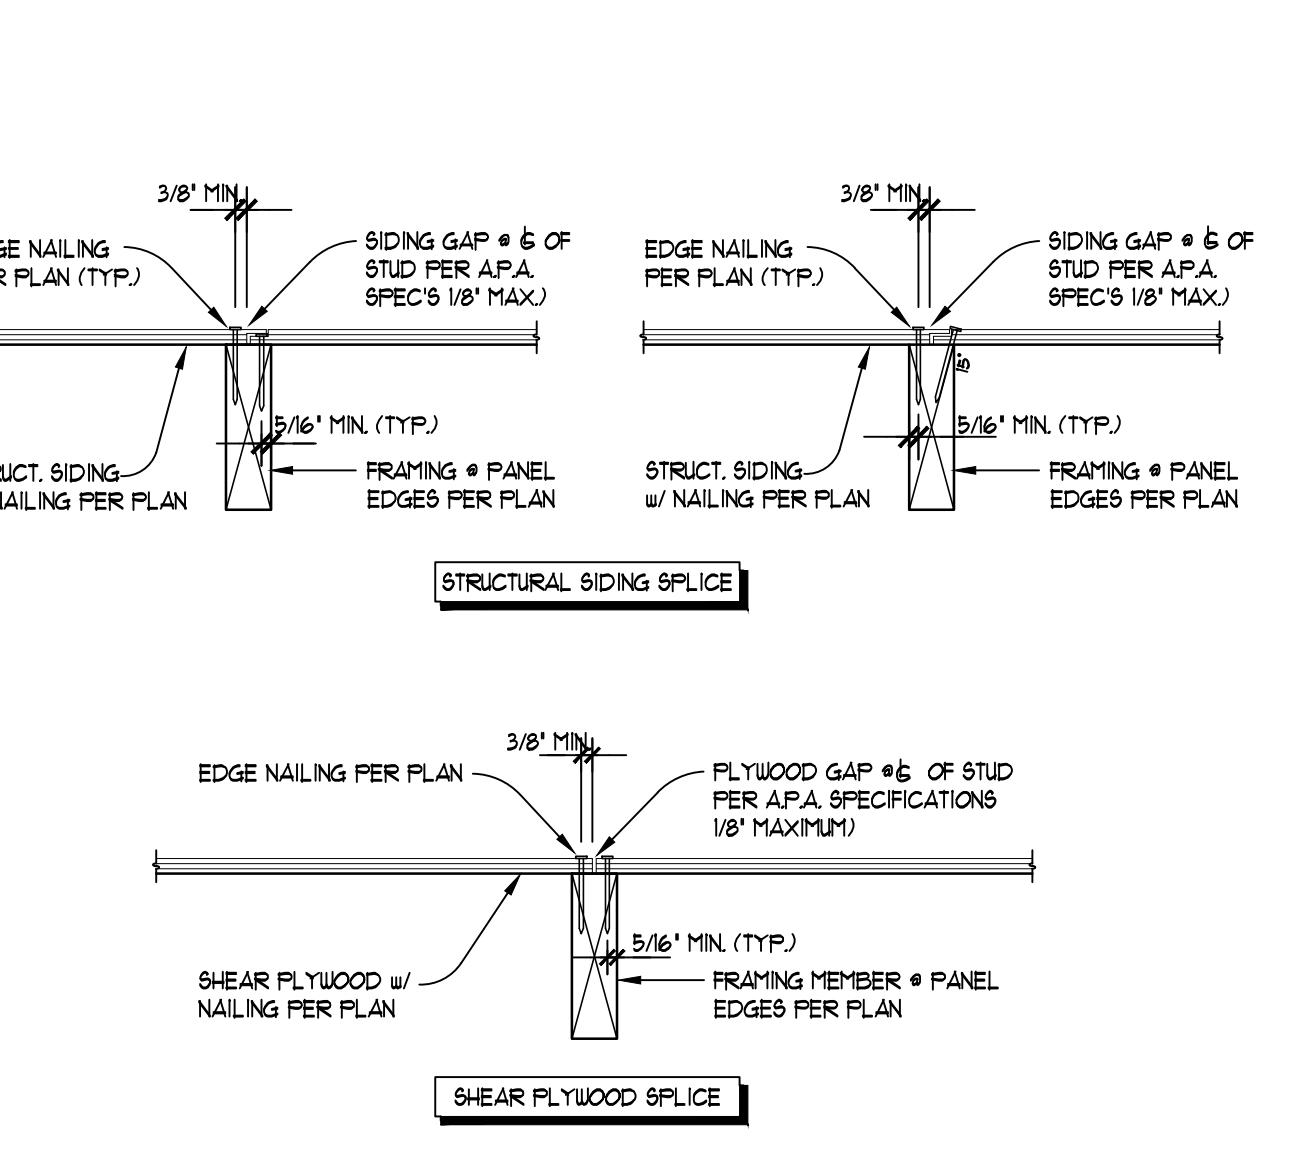 3/8" MIN.
GE NAILING
R PLAN (TYP.)
SIDING GAP @ ℄ OF
STUD PER A.P.A.
SPEC'S 1/8" MAX.)
5/16" MIN. (TYP.)
UCT. SIDING
NAILING PER PLAN
FRAMING @ PANEL
EDGES PER PLAN
3/8" MIN.
EDGE NAILING
PER PLAN (TYP.)
SIDING GAP @ ℄ OF
STUD PER A.P.A.
SPEC'S 1/8" MAX.)
15°
5/16" MIN. (TYP.)
STRUCT. SIDING
w/ NAILING PER PLAN
FRAMING @ PANEL
EDGES PER PLAN
STRUCTURAL SIDING SPLICE
3/8" MIN.
EDGE NAILING PER PLAN
PLYWOOD GAP @ ℄ OF STUD
PER A.P.A. SPECIFICATIONS
1/8" MAXIMUM)
5/16" MIN. (TYP.)
SHEAR PLYWOOD w/
NAILING PER PLAN
FRAMING MEMBER @ PANEL
EDGES PER PLAN
SHEAR PLYWOOD SPLICE